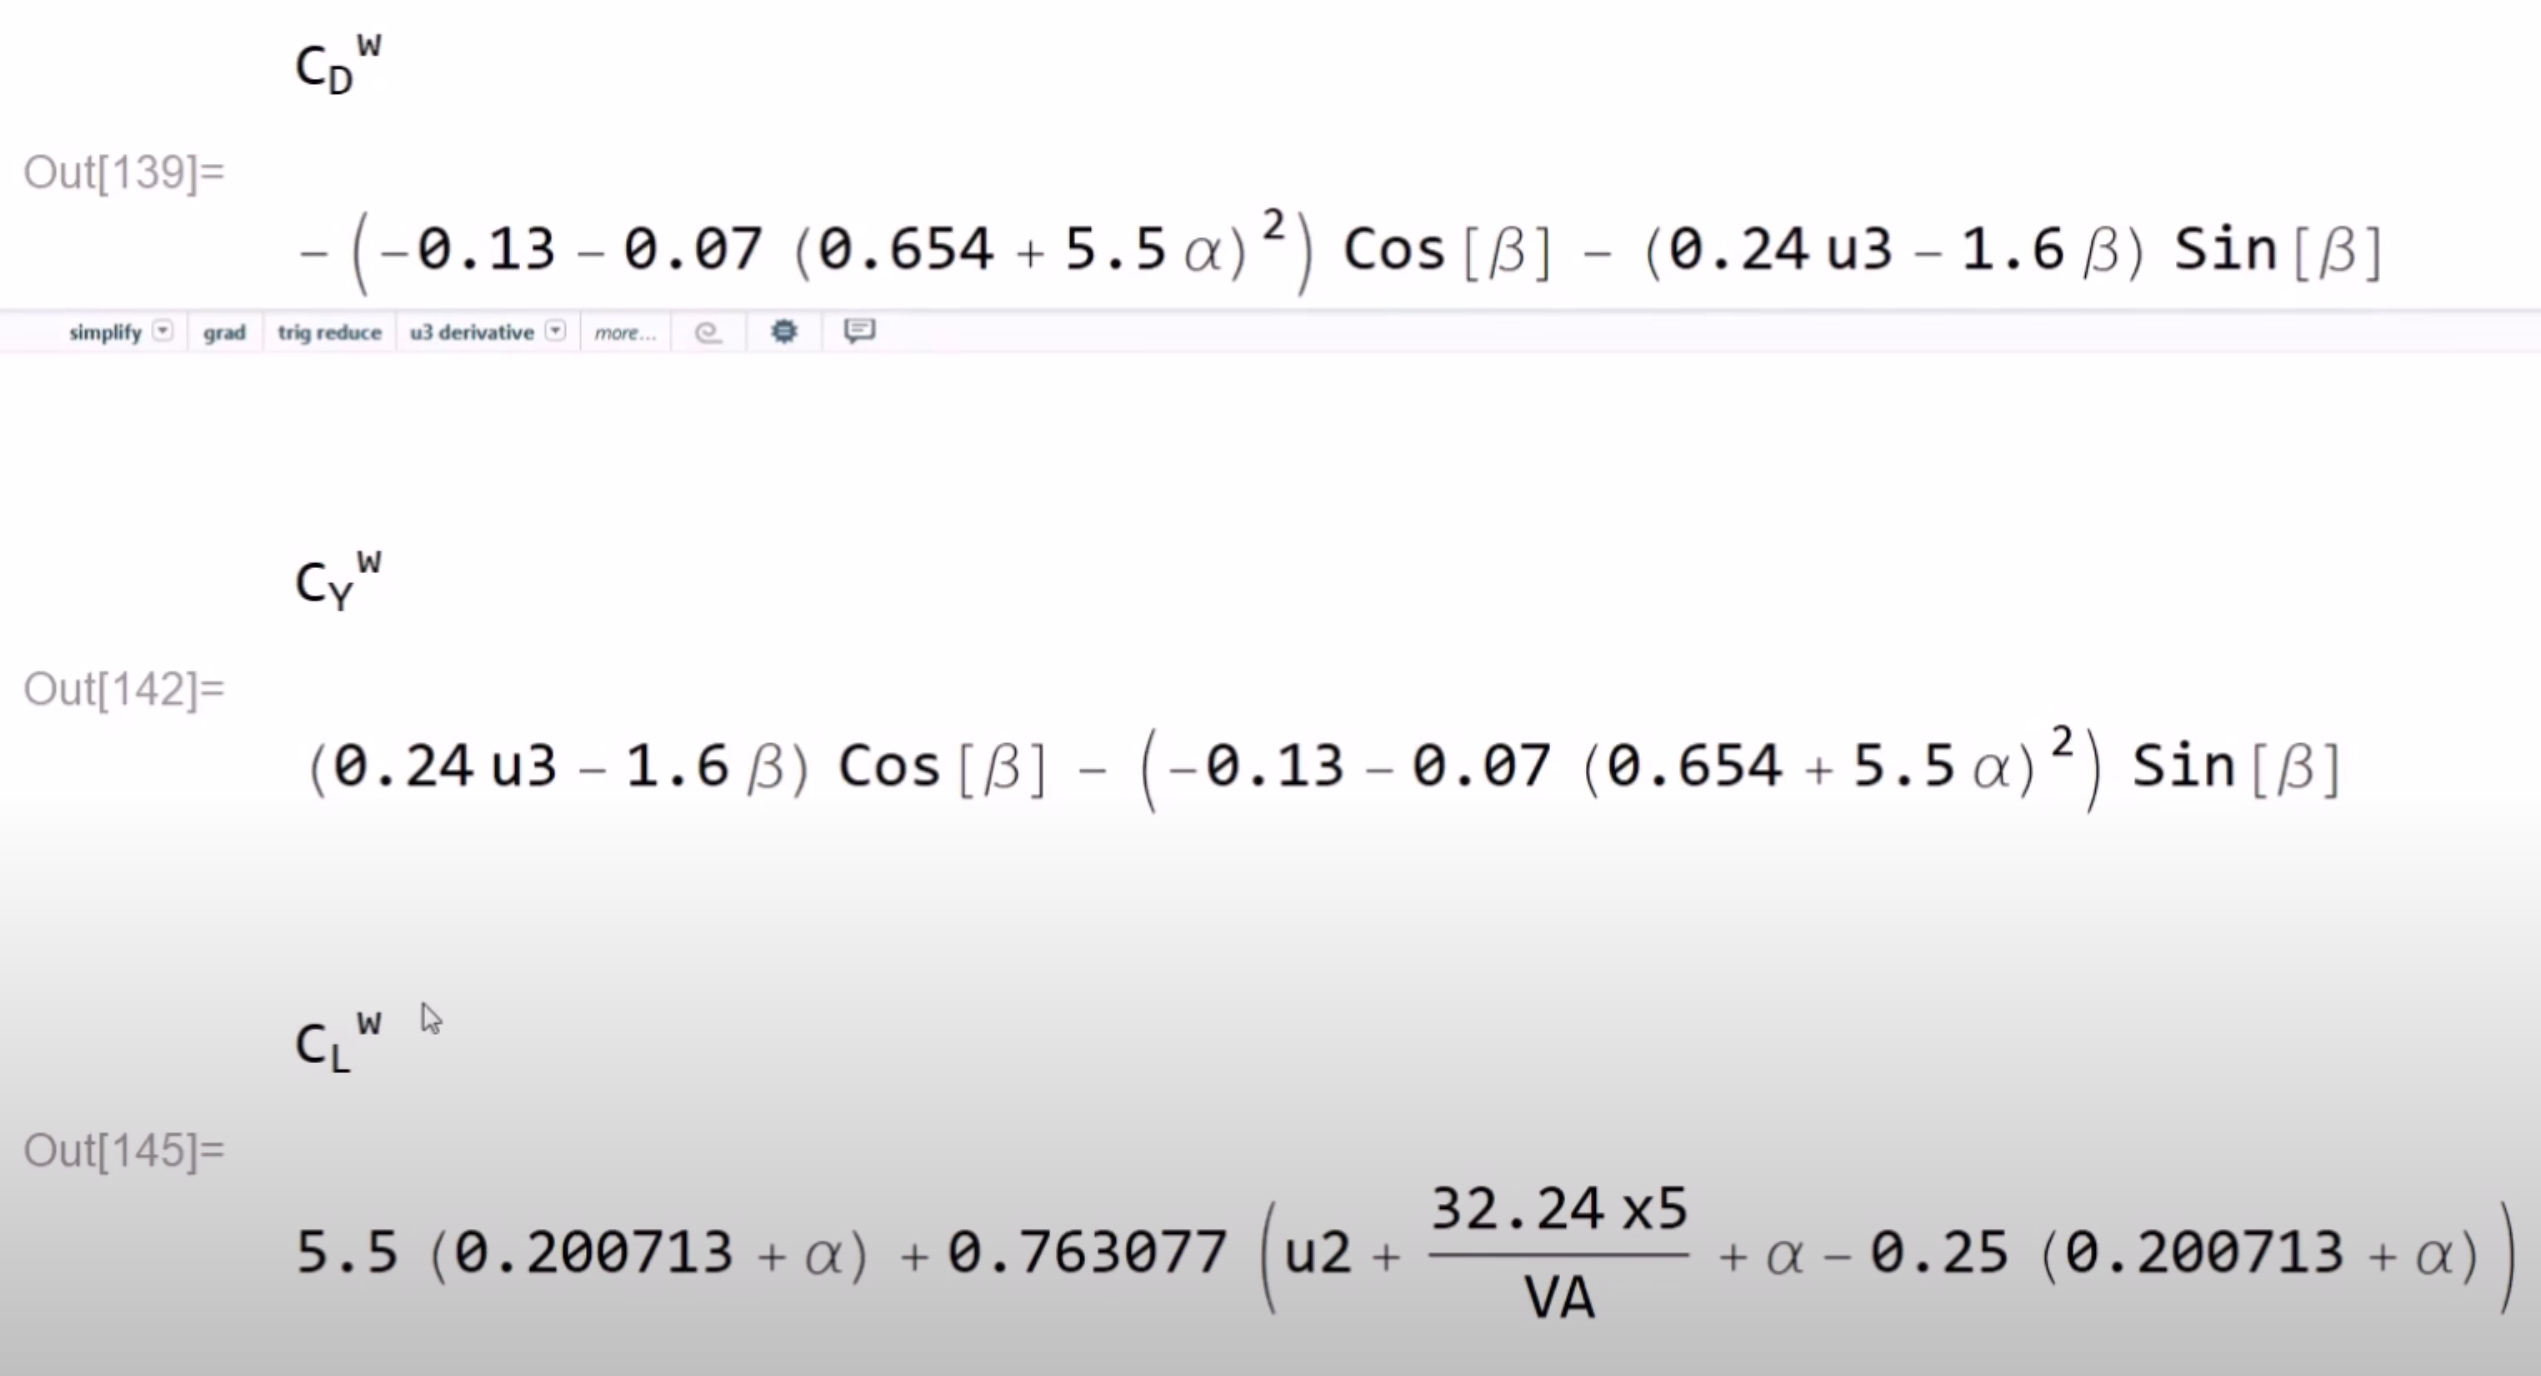 C_D^w
Out[139]=
-(-0.13 - 0.07 (0.654 + 5.5 α)^2) Cos[β] - (0.24 u3 - 1.6 β) Sin[β]
simplify grad trig reduce u3 derivative more...
C_Y^w
Out[142]=
(0.24 u3 - 1.6 β) Cos[β] - (-0.13 - 0.07 (0.654 + 5.5 α)^2) Sin[β]
C_L^w
Out[145]=
5.5 (0.200713 + α) + 0.763077 (u2 + 32.24 x5 / VA + α - 0.25 (0.200713 + α))